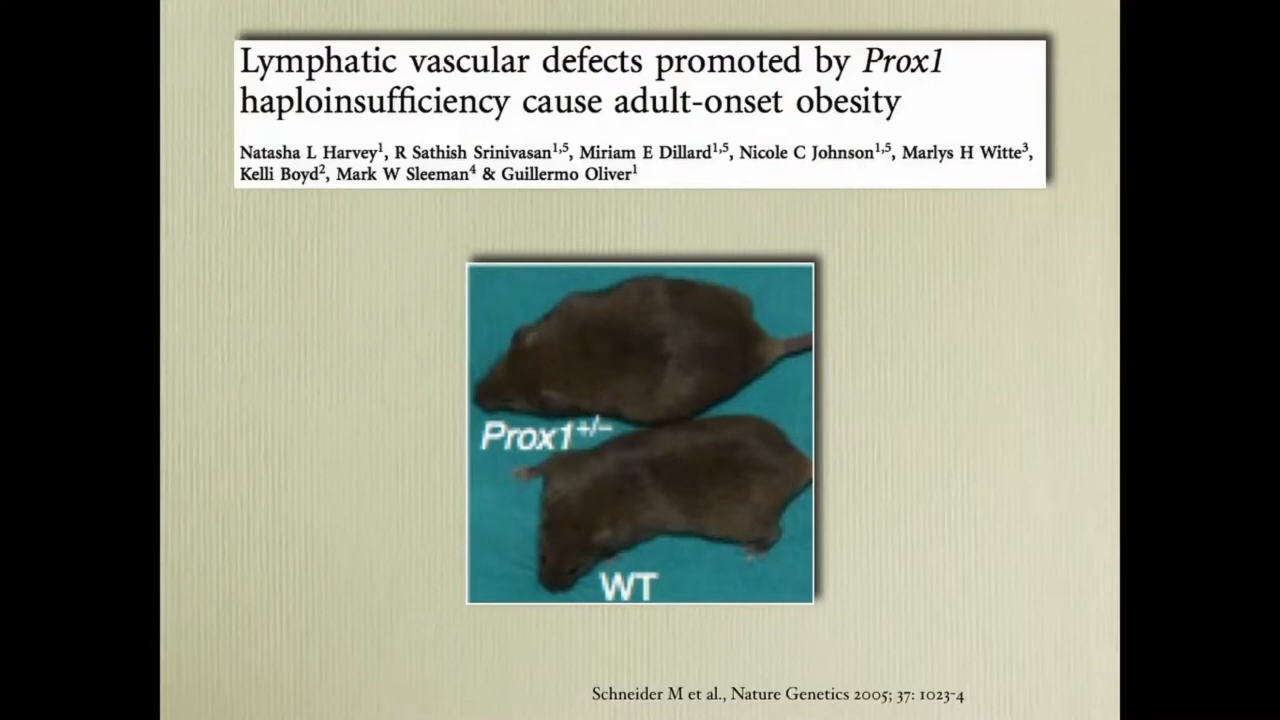 Lymphatic vascular defects promoted by Prox1
haploinsufficiency cause adult-onset obesity
Natasha L Harvey¹, R Sathish Srinivasan¹,⁵, Miriam E Dillard¹,⁵, Nicole C Johnson¹,⁵, Marlys H Witte³,
Kelli Boyd², Mark W Sleeman⁴ & Guillermo Oliver¹
Prox1⁺/⁻
WT
Schneider M et al., Nature Genetics 2005; 37: 1023-4